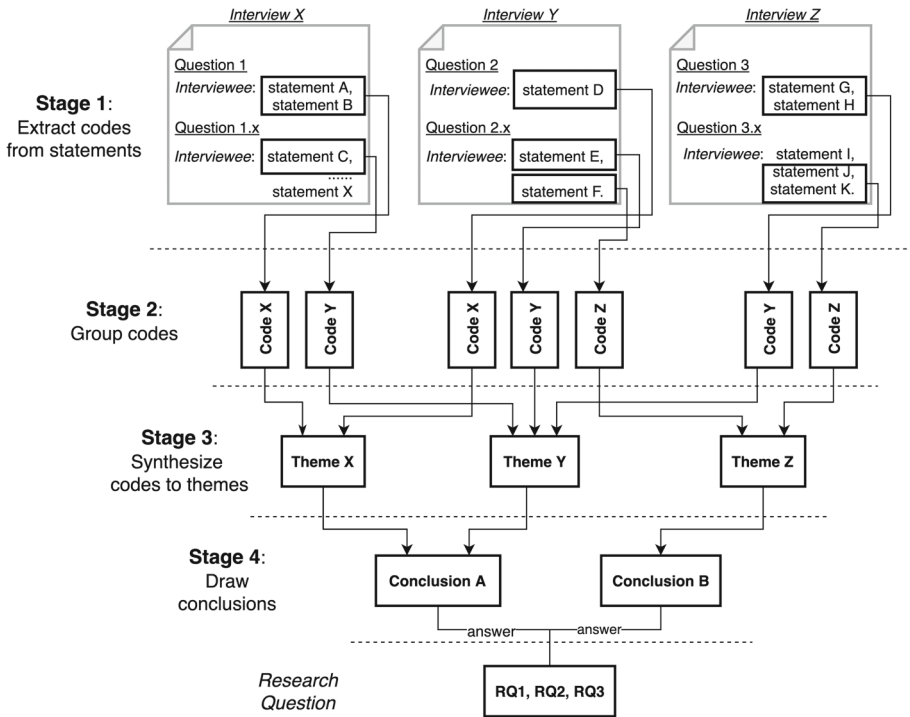 Interview X
Interview Y
Interview Z
Stage 1:
Extract codes
from statements
Question 1
Interviewee: statement A,
statement B
Question 1.x
Interviewee: statement C,
......
statement X
Question 2
Interviewee: statement D
Question 2.x
Interviewee: statement E,
statement F.
Question 3
Interviewee: statement G,
statement H
Question 3.x
Interviewee: statement I,
statement J,
statement K.
Stage 2:
Group codes
Code X
Code Y
Code X
Code Y
Code Z
Code Y
Code Z
Stage 3:
Synthesize
codes to themes
Theme X
Theme Y
Theme Z
Stage 4:
Draw
conclusions
Conclusion A
Conclusion B
answer
answer
Research
Question
RQ1, RQ2, RQ3